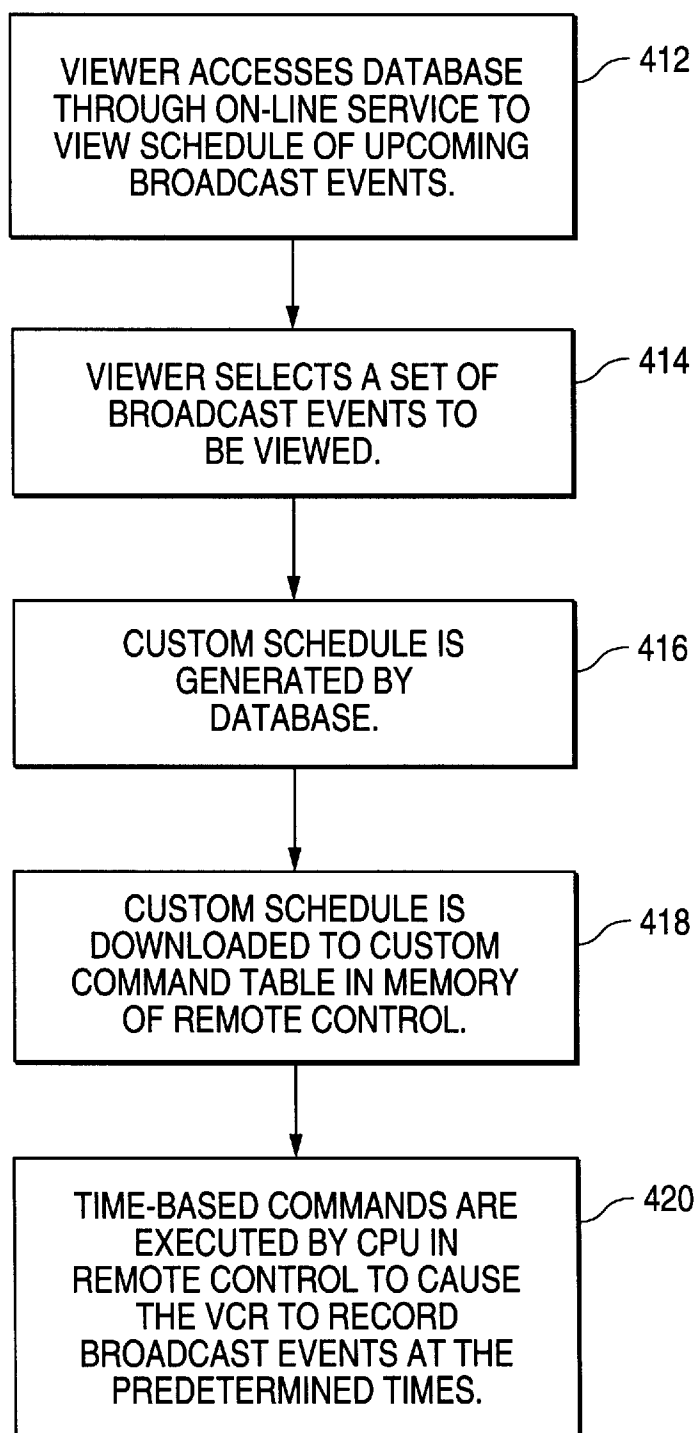 VIEWER ACCESSES DATABASE
THROUGH ON-LINE SERVICE TO
VIEW SCHEDULE OF UPCOMING
BROADCAST EVENTS.
412
VIEWER SELECTS A SET OF
BROADCAST EVENTS TO
BE VIEWED.
414
CUSTOM SCHEDULE IS
GENERATED BY
DATABASE.
416
CUSTOM SCHEDULE IS
DOWNLOADED TO CUSTOM
COMMAND TABLE IN MEMORY
OF REMOTE CONTROL.
418
TIME-BASED COMMANDS ARE
EXECUTED BY CPU IN
REMOTE CONTROL TO CAUSE
THE VCR TO RECORD
BROADCAST EVENTS AT THE
PREDETERMINED TIMES.
420